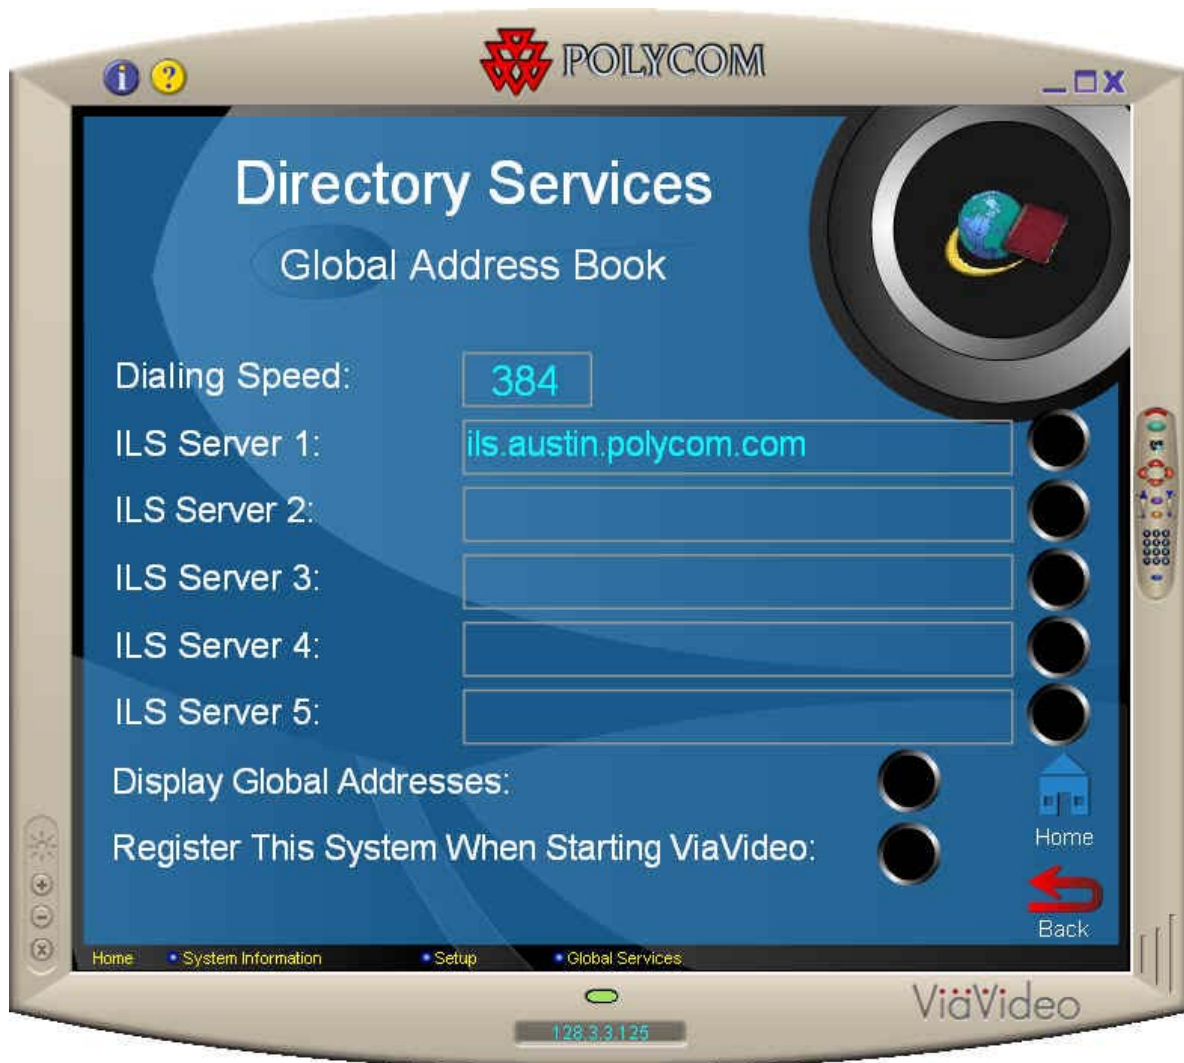 POLYCOM
Directory Services
Global Address Book
Dialing Speed: 384
ILS Server 1: ils.austin.polycom.com
ILS Server 2:
ILS Server 3:
ILS Server 4:
ILS Server 5:
Display Global Addresses:
Register This System When Starting ViaVideo:
Home
Back
Home System Information Setup Global Services
ViaVideo
128.3.3.125